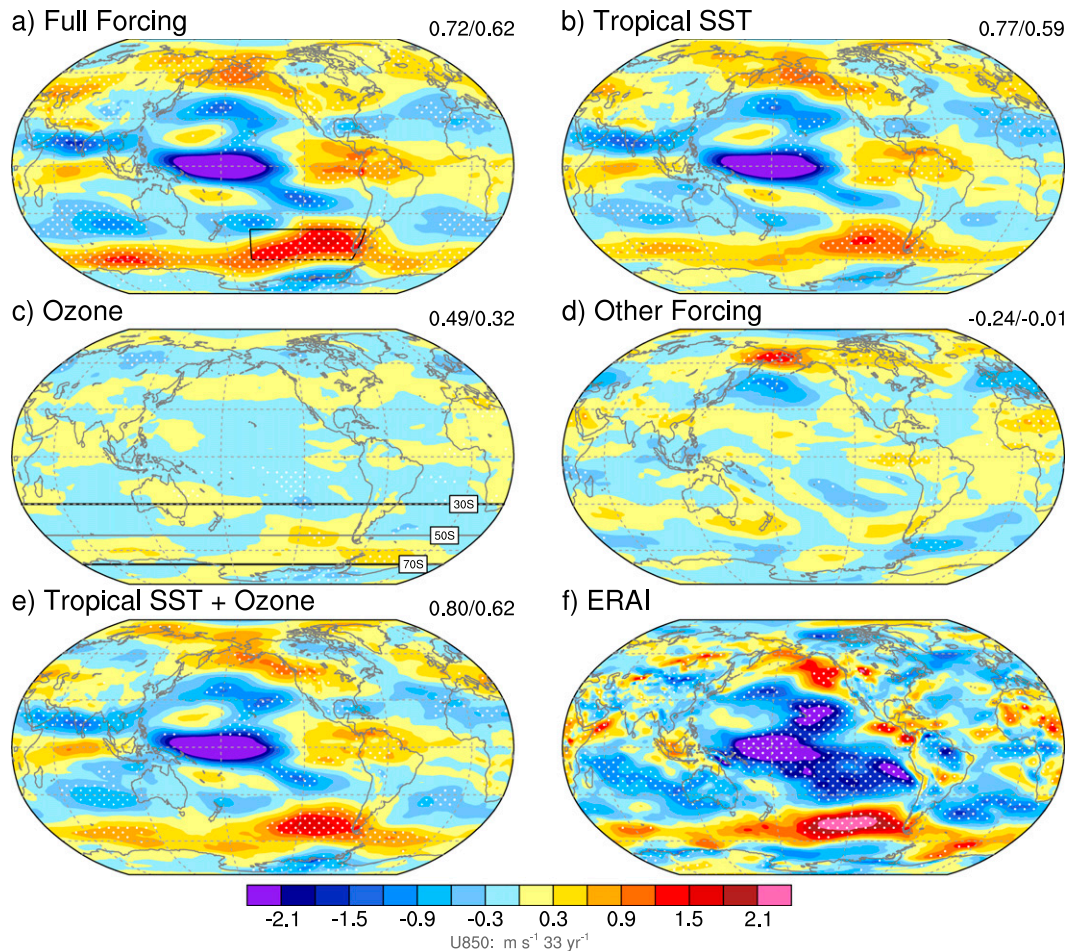 a) Full Forcing 0.72/0.62
b) Tropical SST 0.77/0.59
c) Ozone 0.49/0.32
30S
50S
70S
d) Other Forcing -0.24/-0.01
e) Tropical SST + Ozone 0.80/0.62
f) ERAI
-2.1 -1.5 -0.9 -0.3 0.3 0.9 1.5 2.1
U850: m s⁻¹ 33 yr⁻¹